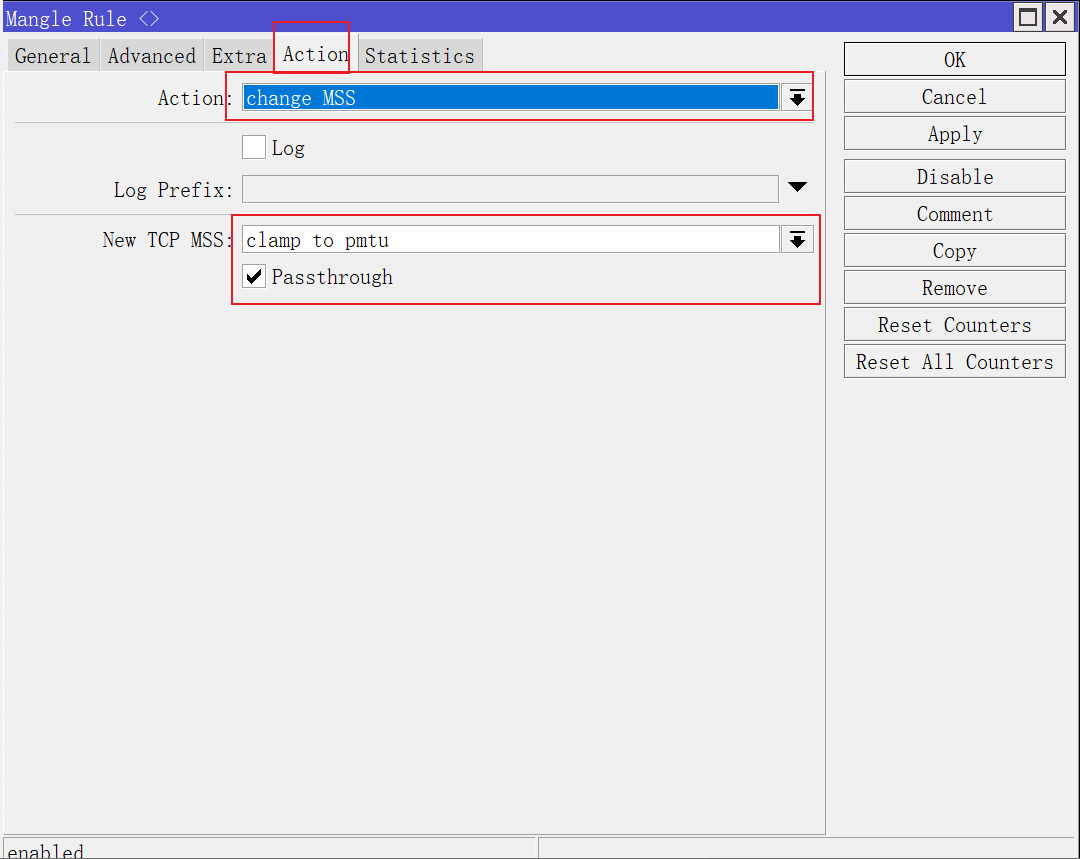 Mangle Rule <>
General Advanced Extra Action Statistics
Action: change MSS
Log
Log Prefix:
New TCP MSS: clamp to pmtu
Passthrough
OK
Cancel
Apply
Disable
Comment
Copy
Remove
Reset Counters
Reset All Counters
enabled